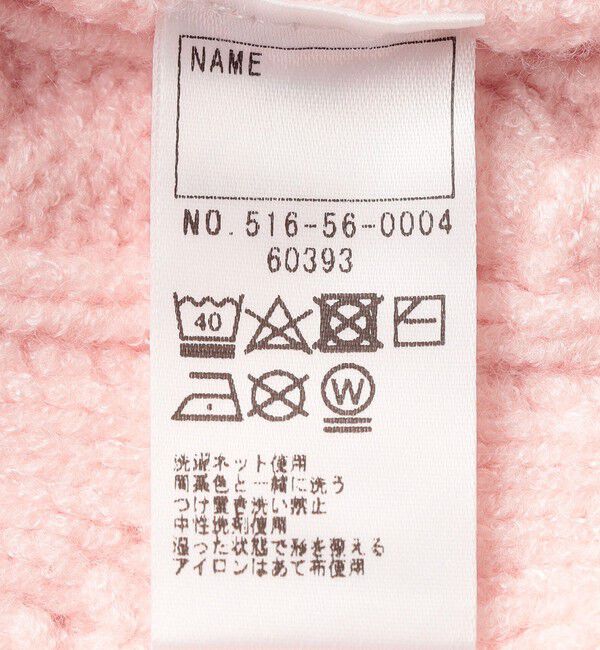 NAME
NO. 516-56-0004
60393
40
W
洗濯ネット使用
同系色と一緒に洗う
つけ置き洗い禁止
中性洗剤使用
湿った状態で形を整える
アイロンはあて布使用